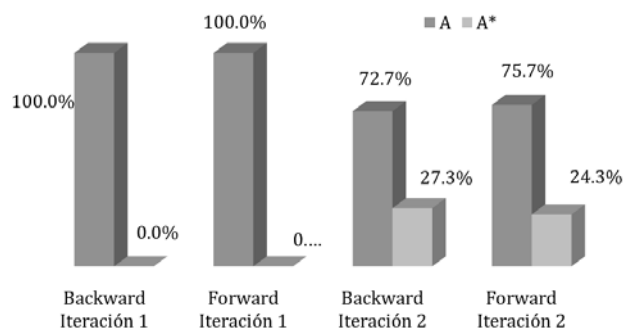 100.0%
A A*
100.0%
72.7%
75.7%
27.3%
24.3%
0.0%
0....
Backward
Iteración 1
Forward
Iteración 1
Backward
Iteración 2
Forward
Iteración 2